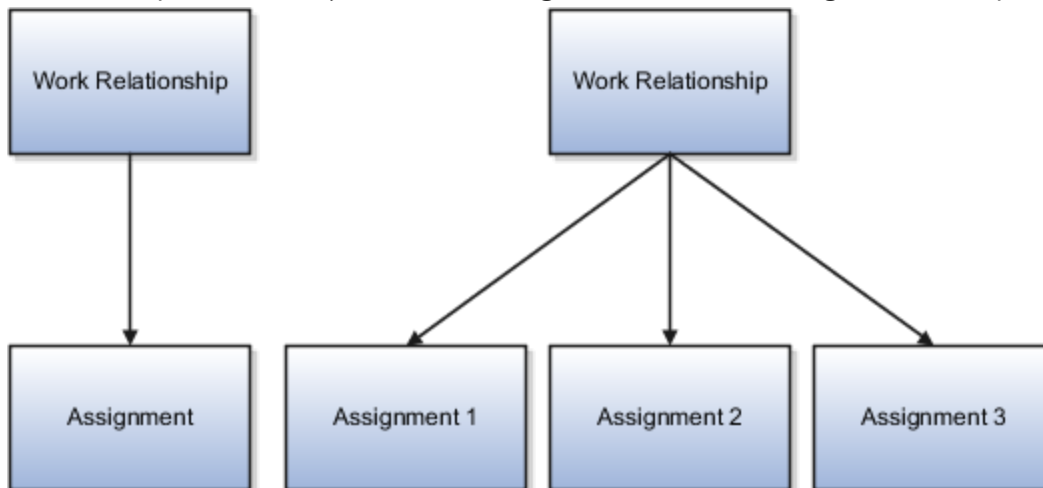 Work Relationship
Work Relationship
Assignment
Assignment 1
Assignment 2
Assignment 3